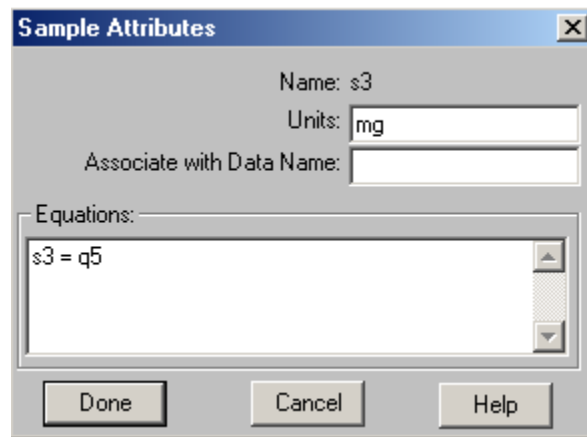 Sample Attributes
Name: s3
Units: mg
Associate with Data Name:
Equations:
s3 = q5
Done Cancel Help